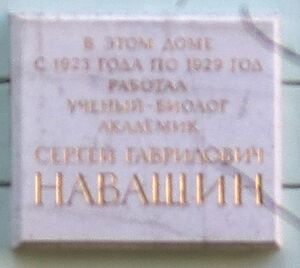 В ЭТОМ ДОМЕ
С 1923 ГОДА ПО 1929 ГОД
РАБОТАЛ
УЧЕНЫЙ-БИОЛОГ
АКАДЕМИК
СЕРГЕЙ ГАВРИЛОВИЧ
НАВАШИН